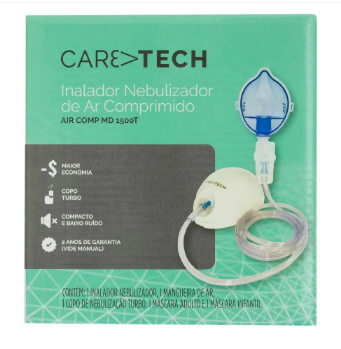 CARE>TECH
Inalador Nebulizador
de Ar Comprimido
AIR COMP MD 1500T
-$ MAIOR
ECONOMIA
COPO
TURBO
COMPACTO
E BAIXO RUÍDO
2 ANOS DE GARANTIA
(VIDE MANUAL)
CARE>TECH
CONTÉM: 1 INALADOR NEBULIZADOR, 1 MANGUEIRA DE AR,
1 COPO DE NEBULIZAÇÃO TURBO, 1 MÁSCARA ADULTO E 1 MÁSCARA INFANTIL.